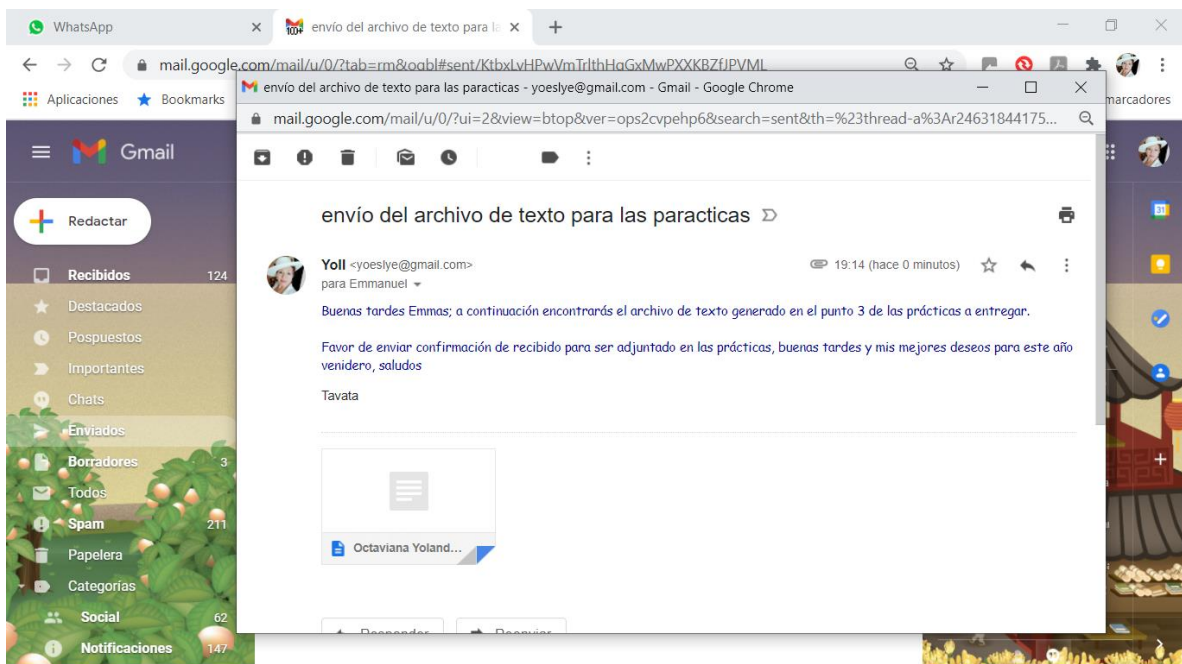 WhatsApp
envío del archivo de texto para la
mail.google.com/mail/u/0/?tab=rm&ogbl#sent/KtbxLvHPwVmTrlthHqGxMwPXXKBZfJPVML
Aplicaciones
Bookmarks
marcadores
envío del archivo de texto para las paracticas - yoeslye@gmail.com - Gmail - Google Chrome
mail.google.com/mail/u/0/?ui=2&view=btop&ver=ops2cvpehp6&search=sent&th=%23thread-a%3Ar24631844175...
Gmail
Redactar
Recibidos 124
Destacados
Pospuestos
Importantes
Chats
Enviados
Borradores 3
Todos
Spam 211
Papelera
Categorías
Social 62
Notificaciones 147
envío del archivo de texto para las paracticas
Yoll <yoeslye@gmail.com>
19:14 (hace 0 minutos)
para Emmanuel
Buenas tardes Emmas; a continuación encontrarás el archivo de texto generado en el punto 3 de las prácticas a entregar.
Favor de enviar confirmación de recibido para ser adjuntado en las prácticas, buenas tardes y mis mejores deseos para este año
venidero, saludos
Tavata
Octaviana Yoland...
Responder
Reenviar
31